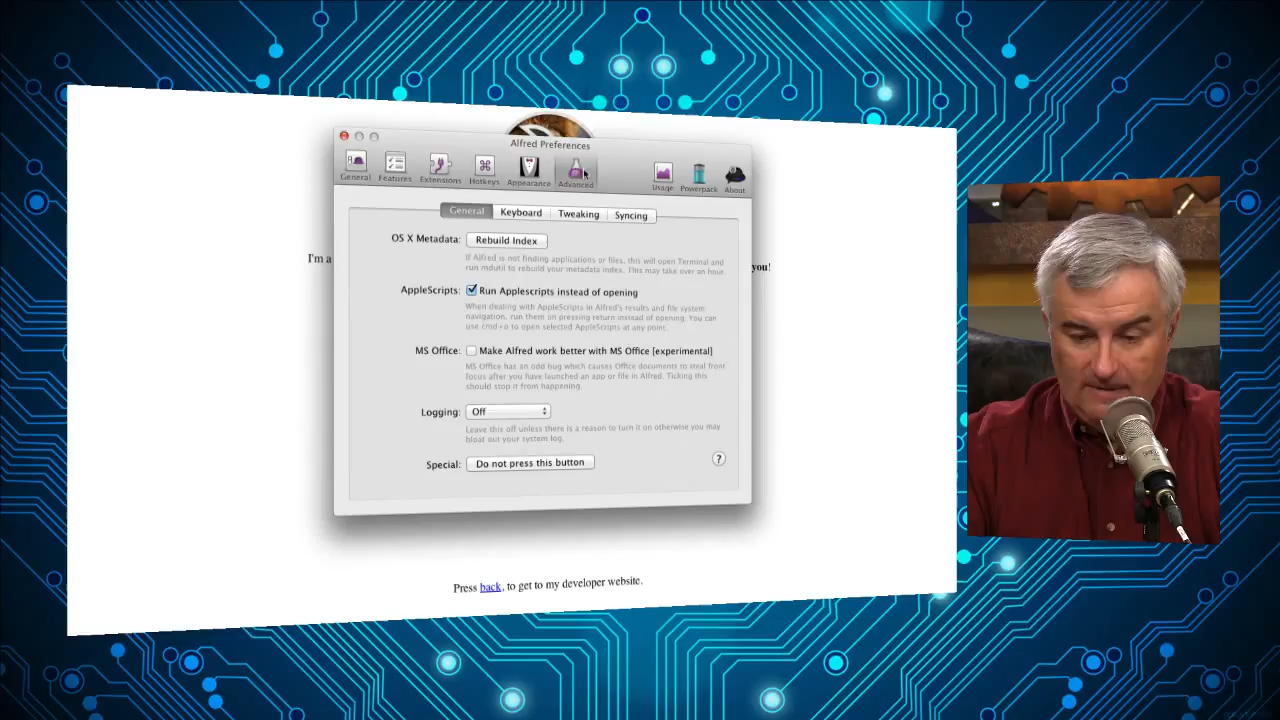 Alfred Preferences
General Features Extensions Hotkeys Appearance Advanced Usage Powerpack About
General Keyboard Tweaking Syncing
OS X Metadata: Rebuild Index
If Alfred is not finding applications or files, this will open Terminal and
run mdutil to rebuild your metadata index. This may take over an hour.
I'm a
you!
AppleScripts: Run Applescripts instead of opening
When dealing with AppleScripts in Alfred's results and file system
navigation, run them on pressing return instead of opening. You can
use cmd+o to open selected AppleScripts at any point.
MS Office: Make Alfred work better with MS Office [experimental]
MS Office has an odd bug which causes Office documents to steal front
focus after you have launched an app or file in Alfred. Ticking this
should stop it from happening.
Logging: Off
Leave this off unless there is a reason to turn it on otherwise you may
bloat out your system log.
Special: Do not press this button ?
Press back, to get to my developer website.